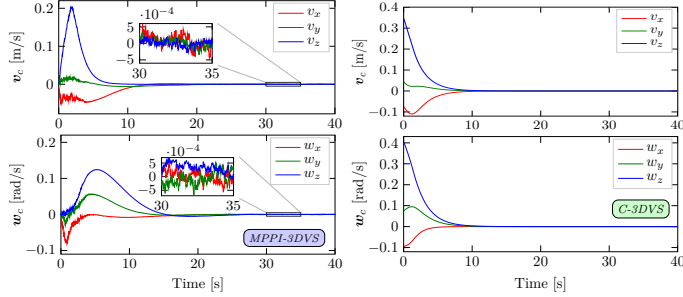 0.2
0.1
0
v_c [m/s]
·10⁻⁴
5
0
−5
30 35
v_x
v_y
v_z
0 10 20 30 40
0.2
0.1
0
−0.1
w_c [rad/s]
·10⁻⁴
5
0
−5
30 35
w_x
w_y
w_z
MPPI-3DVS
0 10 20 30 40
Time [s]
0.4
0.3
0.2
0.1
0
−0.1
v_c [m/s]
v_x
v_y
v_z
0 10 20 30 40
0.4
0.3
0.2
0.1
0
−0.1
w_c [rad/s]
w_x
w_y
w_z
C-3DVS
0 10 20 30 40
Time [s]